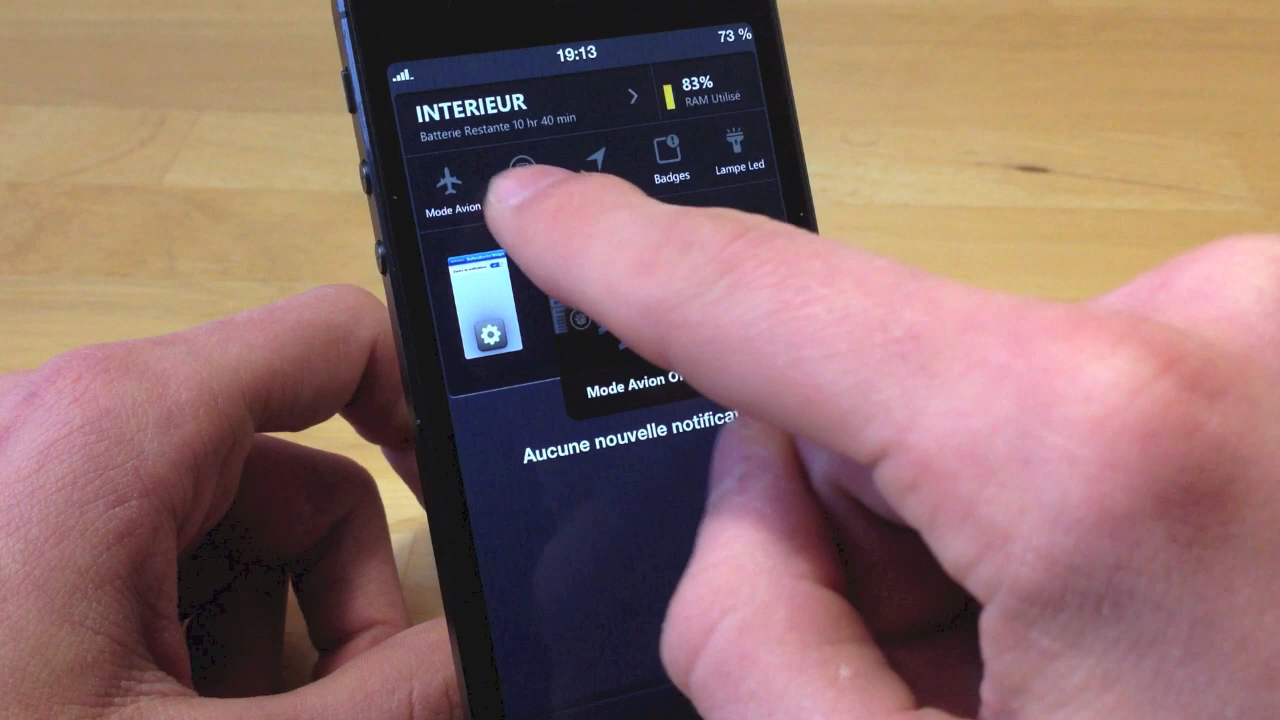 19:13
73 %
INTERIEUR
Batterie Restante 10 hr 40 min
83%
RAM Utilisé
Mode Avion
Badges
Lampe Led
Mode Avion
Aucune nouvelle